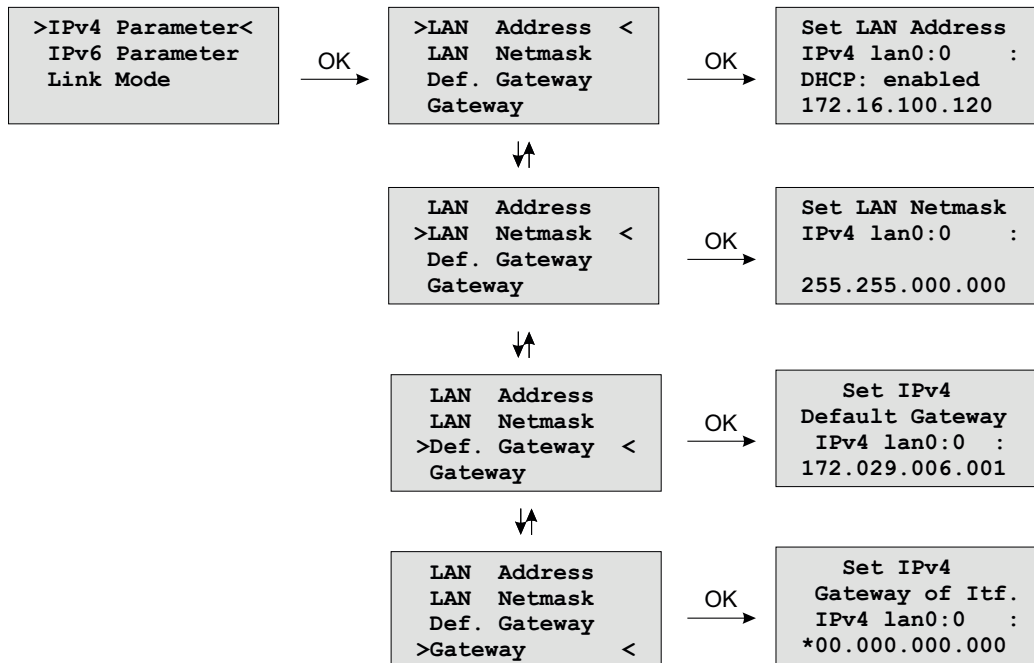 >IPv4 Parameter<
IPv6 Parameter
Link Mode
OK
>LAN Address <
LAN Netmask
Def. Gateway
Gateway
OK
Set LAN Address
IPv4 lan0:0 :
DHCP: enabled
172.16.100.120
LAN Address
>LAN Netmask <
Def. Gateway
Gateway
OK
Set LAN Netmask
IPv4 lan0:0 :
255.255.000.000
LAN Address
LAN Netmask
>Def. Gateway <
Gateway
OK
Set IPv4
Default Gateway
IPv4 lan0:0 :
172.029.006.001
LAN Address
LAN Netmask
Def. Gateway
>Gateway <
OK
Set IPv4
Gateway of Itf.
IPv4 lan0:0 :
*00.000.000.000